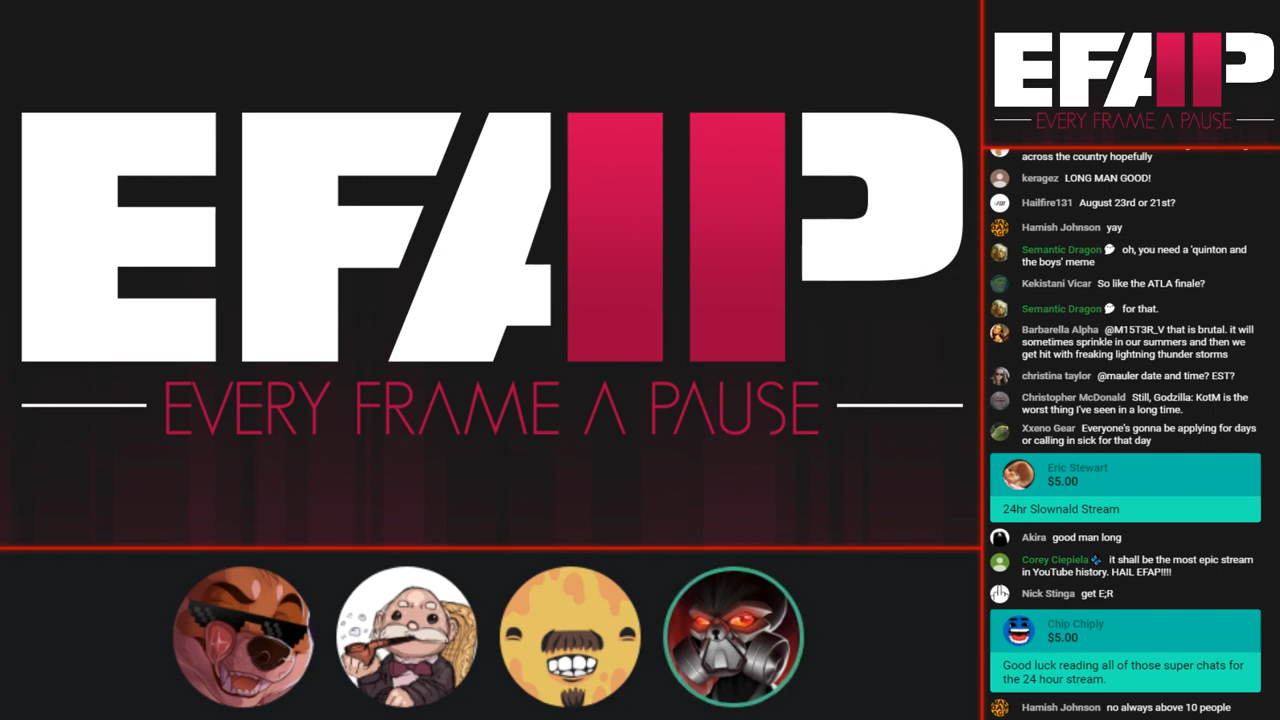 EFAP
EVERY FRAME A PAUSE
EFAP
EVERY FRAME A PAUSE
across the country hopefully
keragez LONG MAN GOOD!
Hailfire131 August 23rd or 21st?
Hamish Johnson yay
Semantic Dragon oh, you need a 'quinton and
the boys' meme
Kekistani Vicar So like the ATLA finale?
Semantic Dragon for that.
Barbarella Alpha @M15T3R_V that is brutal. it will
sometimes sprinkle in our summers and then we
get hit with freaking lightning thunder storms
christina taylor @mauler date and time? EST?
Christopher McDonald Still, Godzilla: KotM is the
worst thing I've seen in a long time.
Xxeno Gear Everyone's gonna be applying for days
or calling in sick for that day
Eric Stewart
$5.00
24hr Slownald Stream
Akira good man long
Corey Ciepiela it shall be the most epic stream
in YouTube history. HAIL EFAP!!!!
Nick Stinga get E;R
Chip Chiply
$5.00
Good luck reading all of those super chats for
the 24 hour stream.
Hamish Johnson no always above 10 people